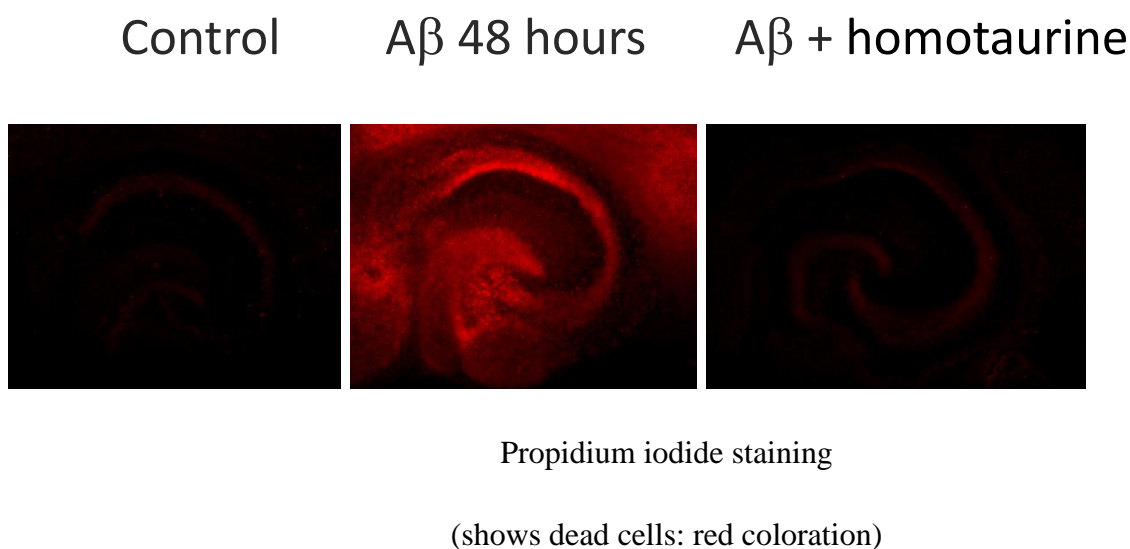 Control Aβ 48 hours Aβ + homotaurine
Propidium iodide staining
(shows dead cells: red coloration)